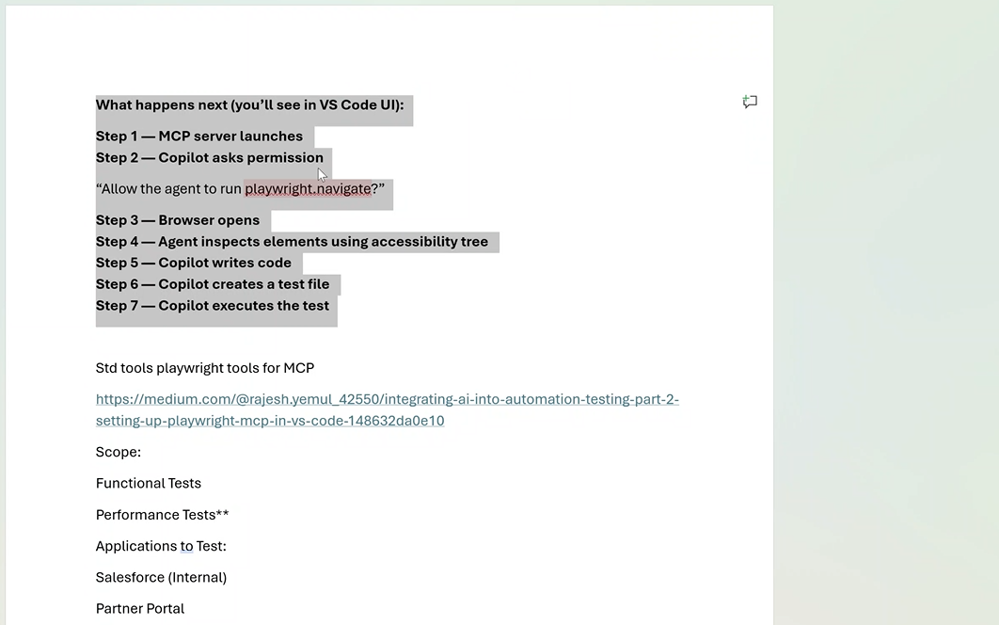 What happens next (you’ll see in VS Code UI):
Step 1 — MCP server launches
Step 2 — Copilot asks permission
“Allow the agent to run playwright.navigate?”
Step 3 — Browser opens
Step 4 — Agent inspects elements using accessibility tree
Step 5 — Copilot writes code
Step 6 — Copilot creates a test file
Step 7 — Copilot executes the test
Std tools playwright tools for MCP
https://medium.com/@rajesh.yemul_42550/integrating-ai-into-automation-testing-part-2-
setting-up-playwright-mcp-in-vs-code-148632da0e10
Scope:
Functional Tests
Performance Tests**
Applications to Test:
Salesforce (Internal)
Partner Portal